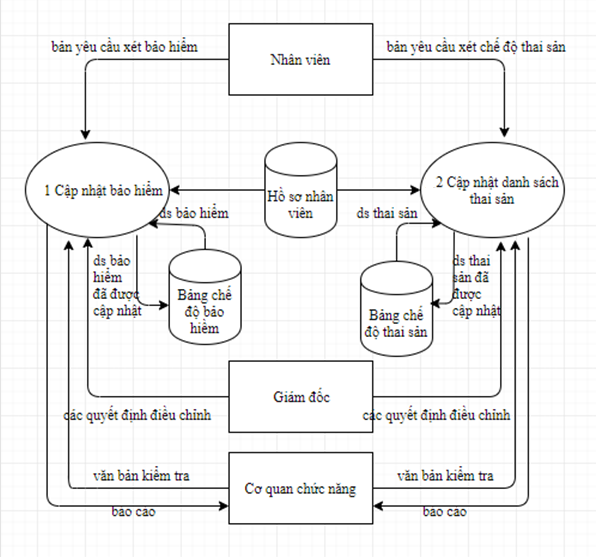 bản yêu cầu xét bảo hiểm
Nhân viên
bản yêu cầu xét chế độ thai sản
1 Cập nhật bảo hiểm
Hồ sơ nhân
viên
2 Cập nhật danh sách
thai sản
ds bảo hiểm
ds thai sản
ds bảo
hiểm
đã được
cập nhật
Bảng chế
độ bảo
hiểm
Bảng chế
độ thai sản
ds thai
sản đã
được
cập nhật
Giám đốc
các quyết định điều chỉnh
các quyết định điều chỉnh
văn bản kiểm tra
Cơ quan chức năng
văn bản kiểm tra
báo cáo
báo cáo